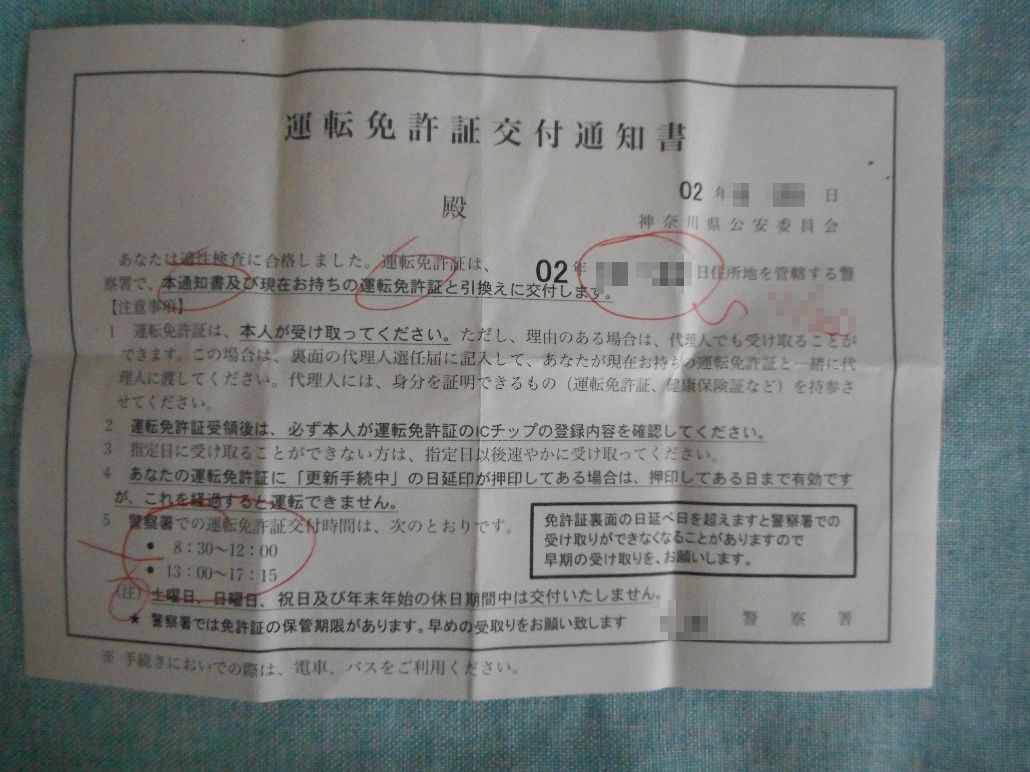 運転免許証交付通知書
02年 日
殿
神奈川県公安委員会
あなたは適性検査に合格しました。運転免許証は、 02年 日住所地を管轄する警
察署で、本通知書及び現在お持ちの運転免許証と引換えに交付します。
【注意事項】
1 運転免許証は、本人が受け取ってください。ただし、理由のある場合は、代理人でも受け取ることが
できます。この場合は、裏面の代理人選任届に記入して、あなたが現在お持ちの運転免許証と一緒に代
理人に渡してください。代理人には、身分を証明できるもの(運転免許証、健康保険証など)を持参さ
せてください。
2 運転免許証受領後は、必ず本人が運転免許証のICチップの登録内容を確認してください。
3 指定日に受け取ることができない方は、指定日以後速やかに受け取ってください。
4 あなたの運転免許証に「更新手続中」の日延印が押印してある場合は、押印してある日まで有効です
が、これを経過すると運転できません。
5 警察署での運転免許証交付時間は、次のとおりです。
● 8:30~12:00
● 13:00~17:15
免許証裏面の日延べ日を超えますと警察署での
受け取りができなくなることがありますので
早期の受け取りを、お願いします。
(注) 土曜日、日曜日、祝日及び年末年始の休日期間中は交付いたしません。
★ 警察署では免許証の保管期限があります。早めの受取りをお願い致します
警察署
※ 手続きにおいでの際は、電車、バスをご利用ください。